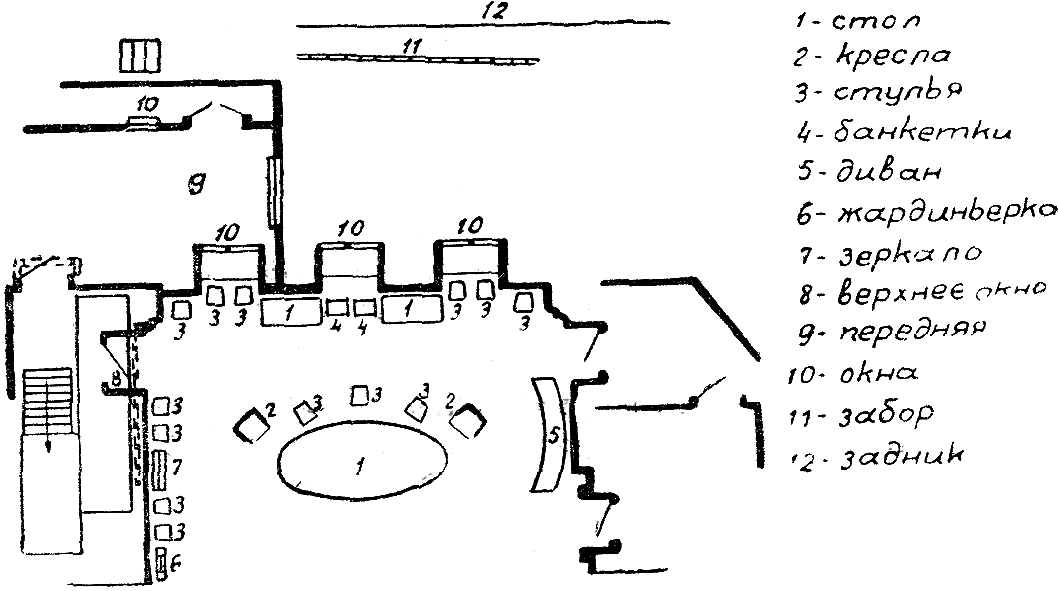 12
11
10
9
10
10
10
3
3
3
1
4
4
1
3
3
3
8
3
3
7
3
3
6
2
3
3
3
2
1
5
1- стол
2- кресла
3- стулья
4- банкетки
5- диван
6- жардиньерка
7- зеркало
8- верхнее окно
9- передняя
10- окна
11- забор
12- задник